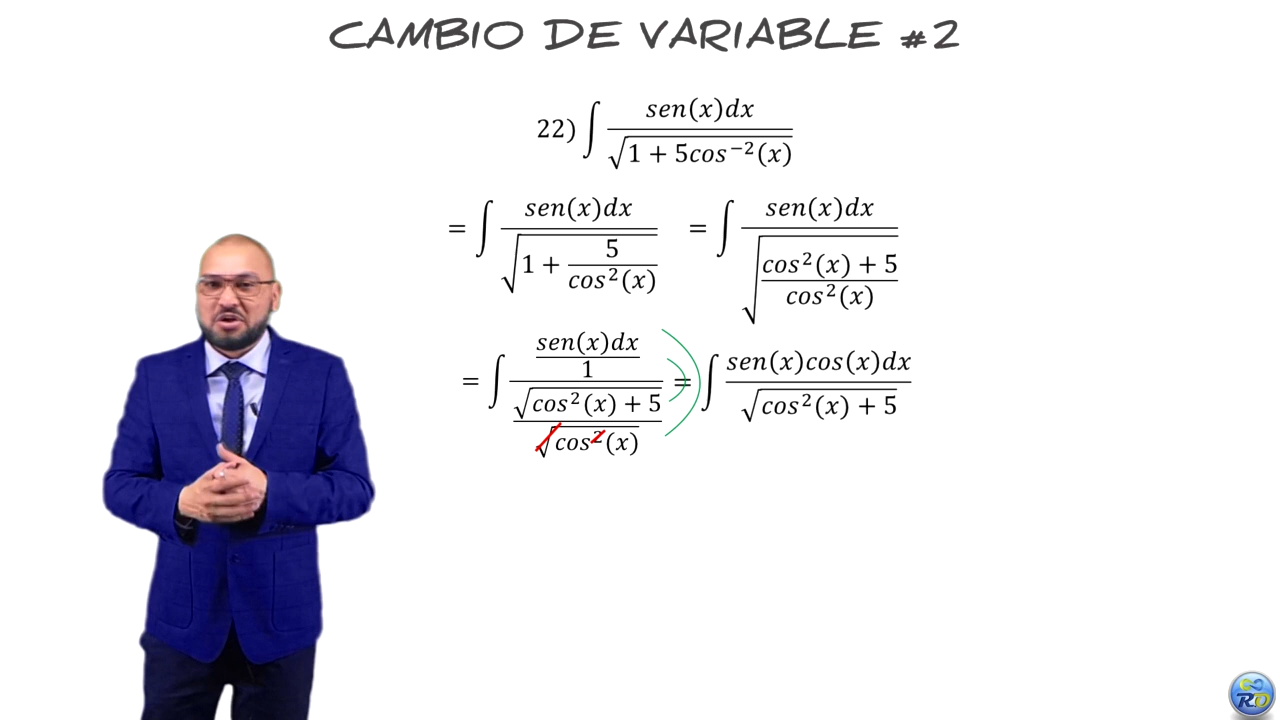 CAMBIO DE VARIABLE #2
22) ∫ sen(x)dx / √(1 + 5cos⁻²(x))
= ∫ sen(x)dx / √(1 + 5/cos²(x)) = ∫ sen(x)dx / √((cos²(x) + 5)/cos²(x))
= ∫ (sen(x)dx / 1) / (√(cos²(x) + 5) / √cos²(x)) = ∫ sen(x)cos(x)dx / √(cos²(x) + 5)
RD